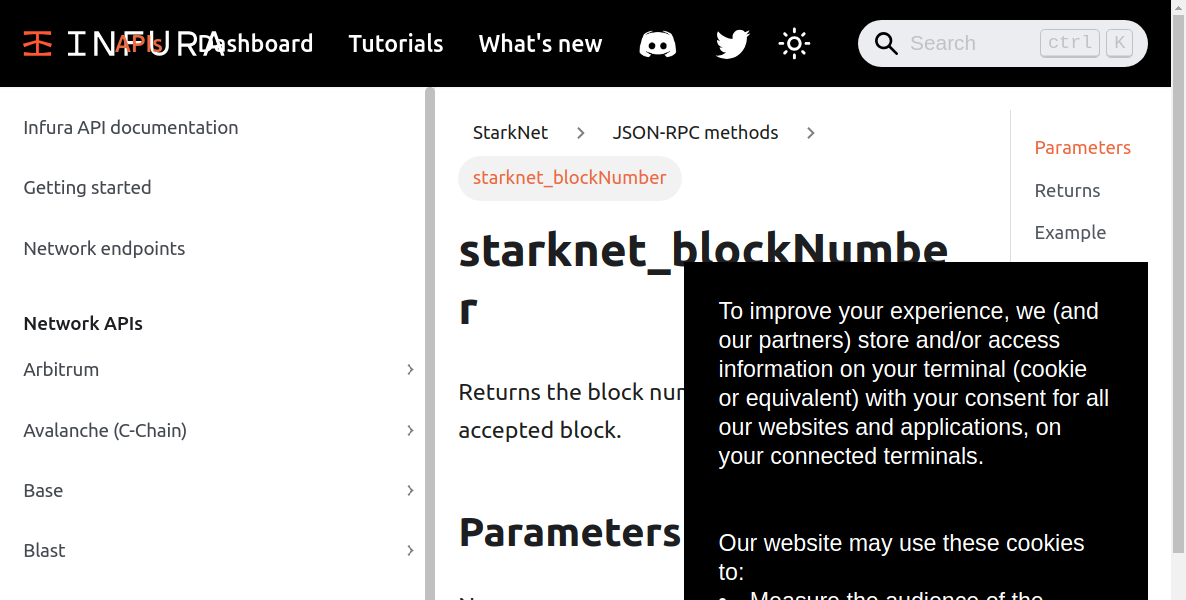 INFURA APIs Dashboard Tutorials What's new Search ctrl K
Infura API documentation
Getting started
Network endpoints
Network APIs
Arbitrum
Avalanche (C-Chain)
Base
Blast
StarkNet
JSON-RPC methods
starknet_blockNumber
starknet_blockNumbe
r
Returns the block
accepted block.
Parameters
Parameters
Returns
Example
To improve your experience, we (and
our partners) store and/or access
information on your terminal (cookie
or equivalent) with your consent for all
our websites and applications, on
your connected terminals.
Our website may use these cookies
to:
• Measure the audience of the